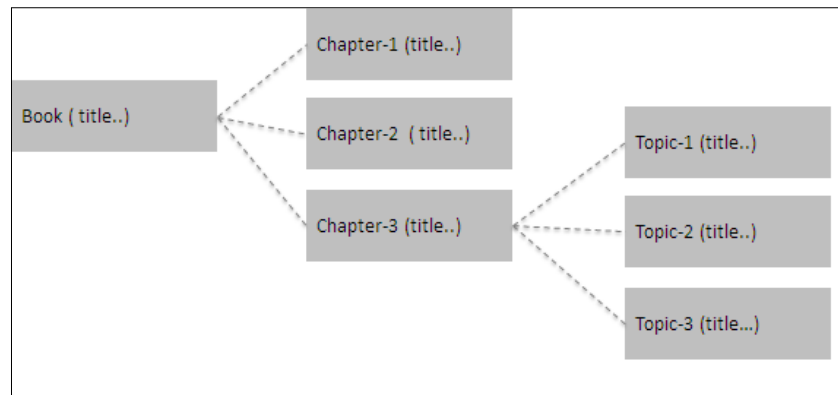 Book ( title..)
Chapter-1 (title..)
Chapter-2  ( title..)
Chapter-3 (title..)
Topic-1 (title..)
Topic-2 (title..)
Topic-3 (title...)